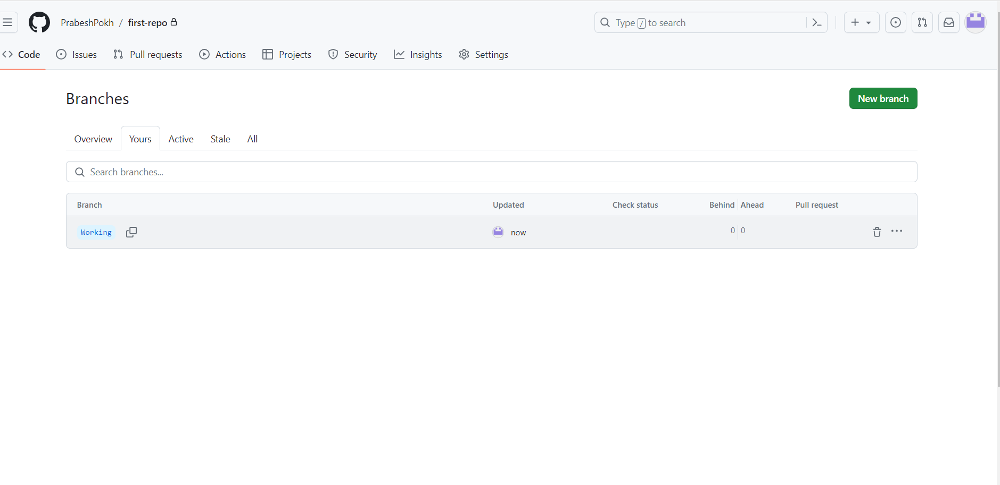 PrabeshPokh / first-repo
Type / to search
Code Issues Pull requests Actions Projects Security Insights Settings
Branches
New branch
Overview Yours Active Stale All
Search branches...
Branch Updated Check status Behind Ahead Pull request
Working now 0 0